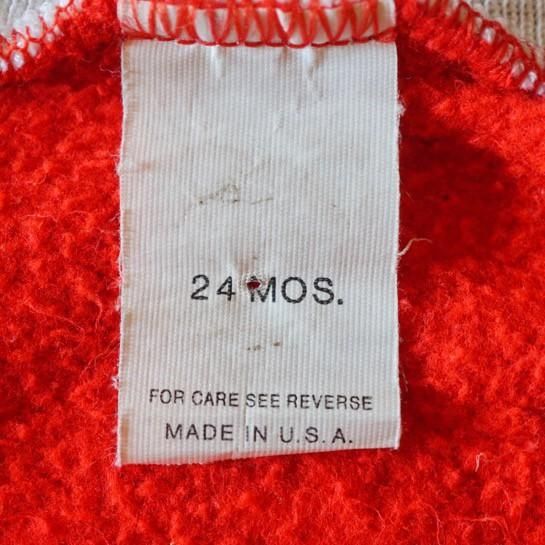 24 MOS.
FOR CARE SEE REVERSE
MADE IN U.S.A.